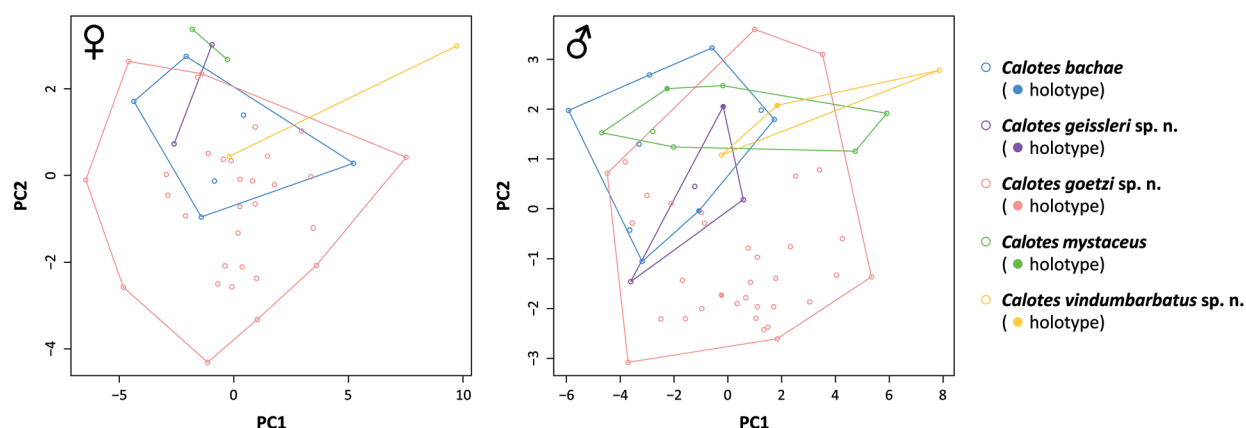 ♀
2
0
−2
−4
PC2
−5
0
5
10
PC1
♂
3
2
1
0
−1
−2
−3
PC2
−6
−4
−2
0
2
4
6
8
PC1
Calotes bachae
( holotype)
Calotes geissleri sp. n.
( holotype)
Calotes goetzi sp. n.
( holotype)
Calotes mystaceus
( holotype)
Calotes vindumbarbatus sp. n.
( holotype)